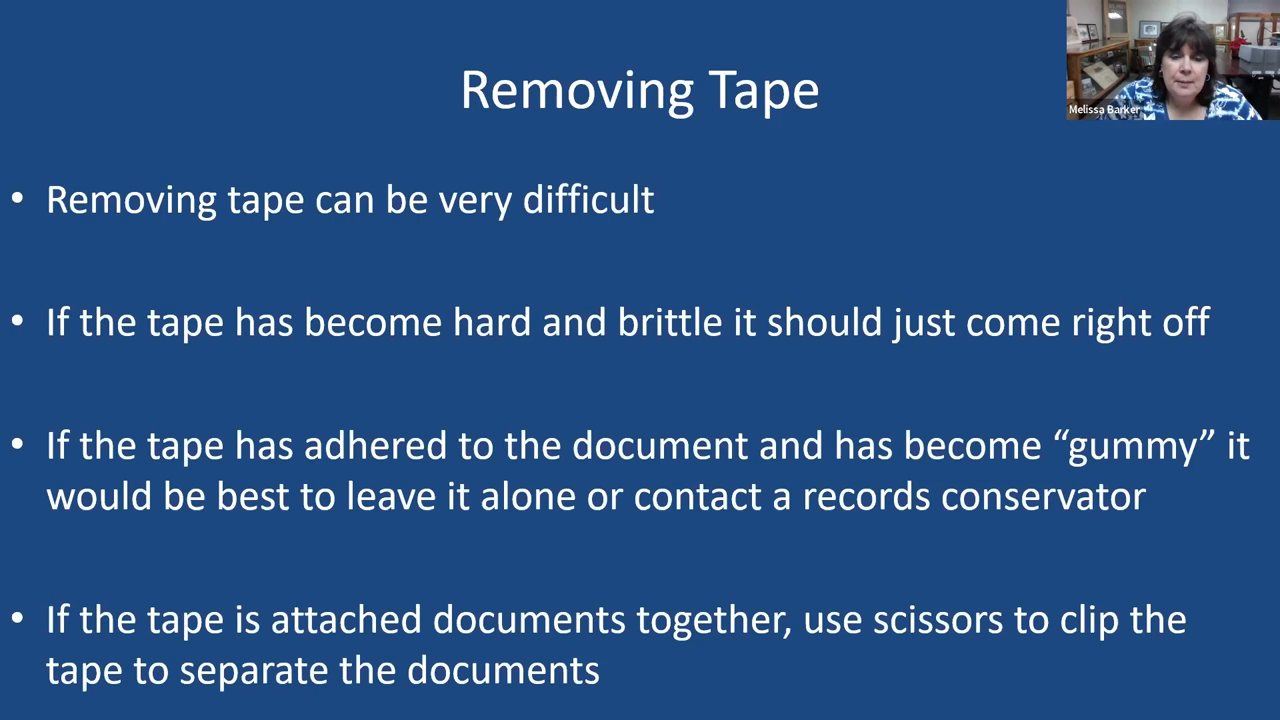 Removing Tape
Melissa Barker
• Removing tape can be very difficult
• If the tape has become hard and brittle it should just come right off
• If the tape has adhered to the document and has become “gummy” it
would be best to leave it alone or contact a records conservator
• If the tape is attached documents together, use scissors to clip the
tape to separate the documents